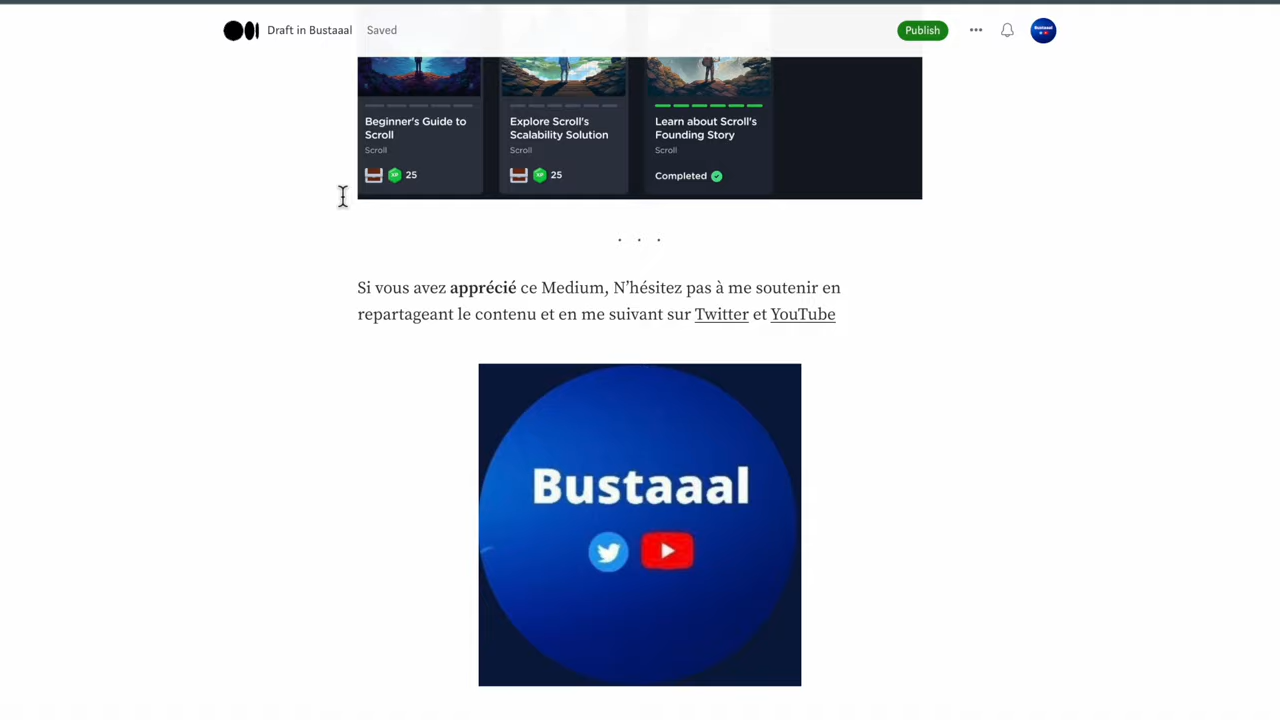 Draft in Bustaaal Saved Publish
Beginner's Guide to
Scroll
Scroll
XP 25
Explore Scroll's
Scalability Solution
Scroll
XP 25
Learn about Scroll's
Founding Story
Scroll
Completed
Si vous avez apprécié ce Medium, N'hésitez pas à me soutenir en
repartageant le contenu et en me suivant sur Twitter et YouTube
Bustaaal